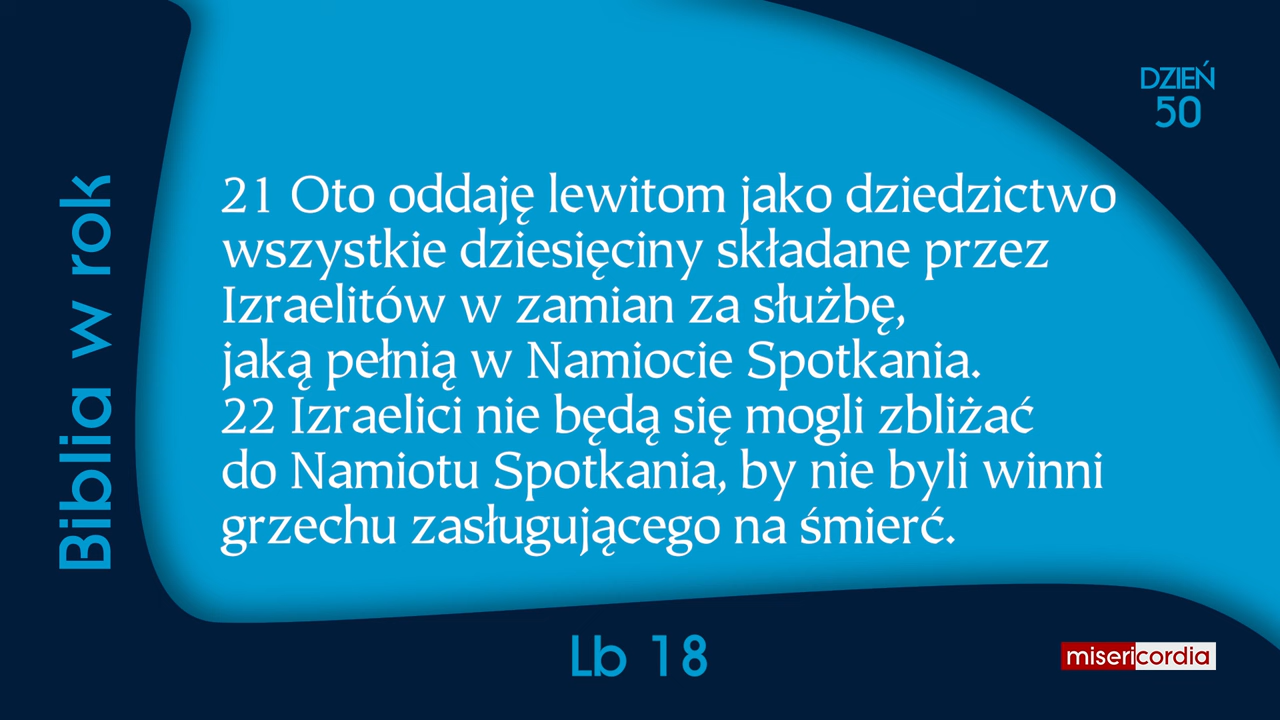 DZIEŃ
50
21 Oto oddaję lewitom jako dziedzictwo
wszystkie dziesięciny składane przez
Izraelitów w zamian za służbę,
jaką pełnią w Namiocie Spotkania.
22 Izraelici nie będą się mogli zbliżać
do Namiotu Spotkania, by nie byli winni
grzechu zasługującego na śmierć.
Biblia w rok
Lb 18
misericordia